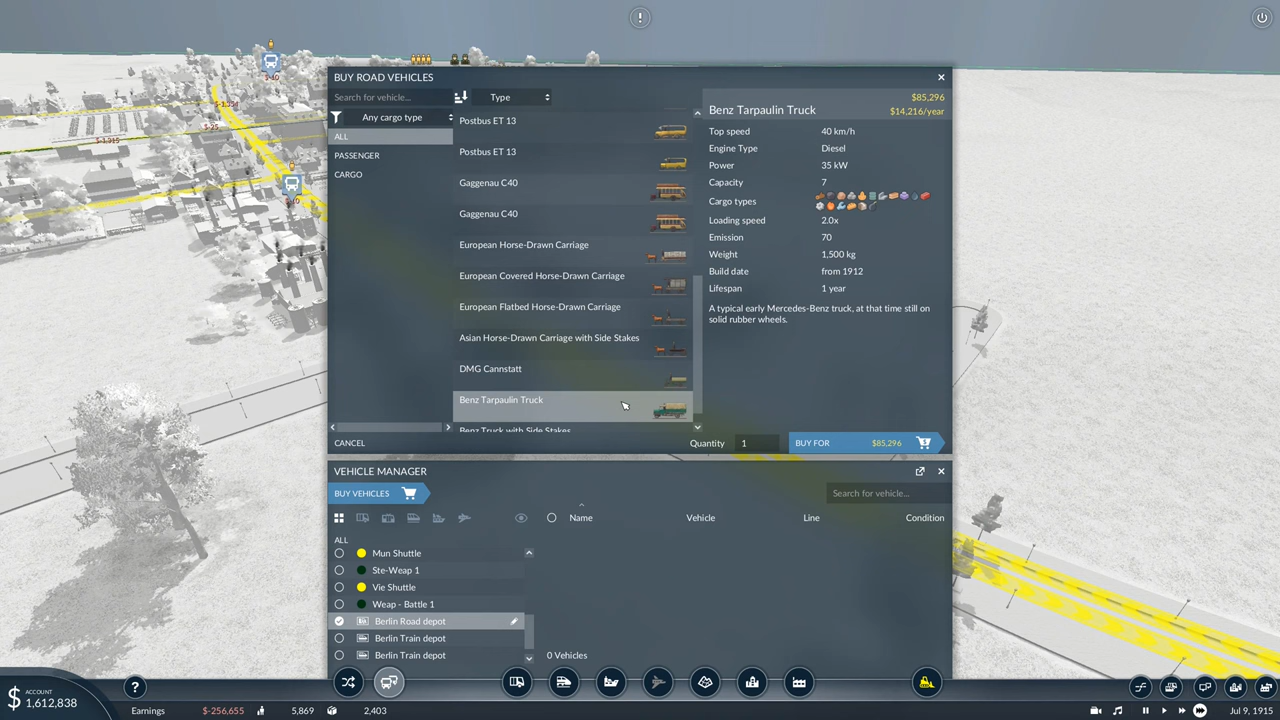 BUY ROAD VEHICLES
Search for vehicle...
Type
Any cargo type
ALL
PASSENGER
CARGO
Postbus ET 13
Postbus ET 13
Gaggenau C40
Gaggenau C40
European Horse-Drawn Carriage
European Covered Horse-Drawn Carriage
European Flatbed Horse-Drawn Carriage
Asian Horse-Drawn Carriage with Side Stakes
DMG Cannstatt
Benz Tarpaulin Truck
Benz Truck with Side Stakes
$85,296
Benz Tarpaulin Truck
$14,216/year
Top speed 40 km/h
Engine Type Diesel
Power 35 kW
Capacity 7
Cargo types
Loading speed 2.0x
Emission 70
Weight 1,500 kg
Build date from 1912
Lifespan 1 year
A typical early Mercedes-Benz truck, at that time still on
solid rubber wheels.
CANCEL
Quantity 1
BUY FOR $85,296
VEHICLE MANAGER
BUY VEHICLES
Search for vehicle...
Name Vehicle Line Condition
ALL
Mun Shuttle
Ste-Weap 1
Vie Shuttle
Weap - Battle 1
Berlin Road depot
Berlin Train depot
Berlin Train depot
0 Vehicles
$ ACCOUNT
1,612,838
?
Earnings $-256,655 5,869 2,403
Jul 9, 1915